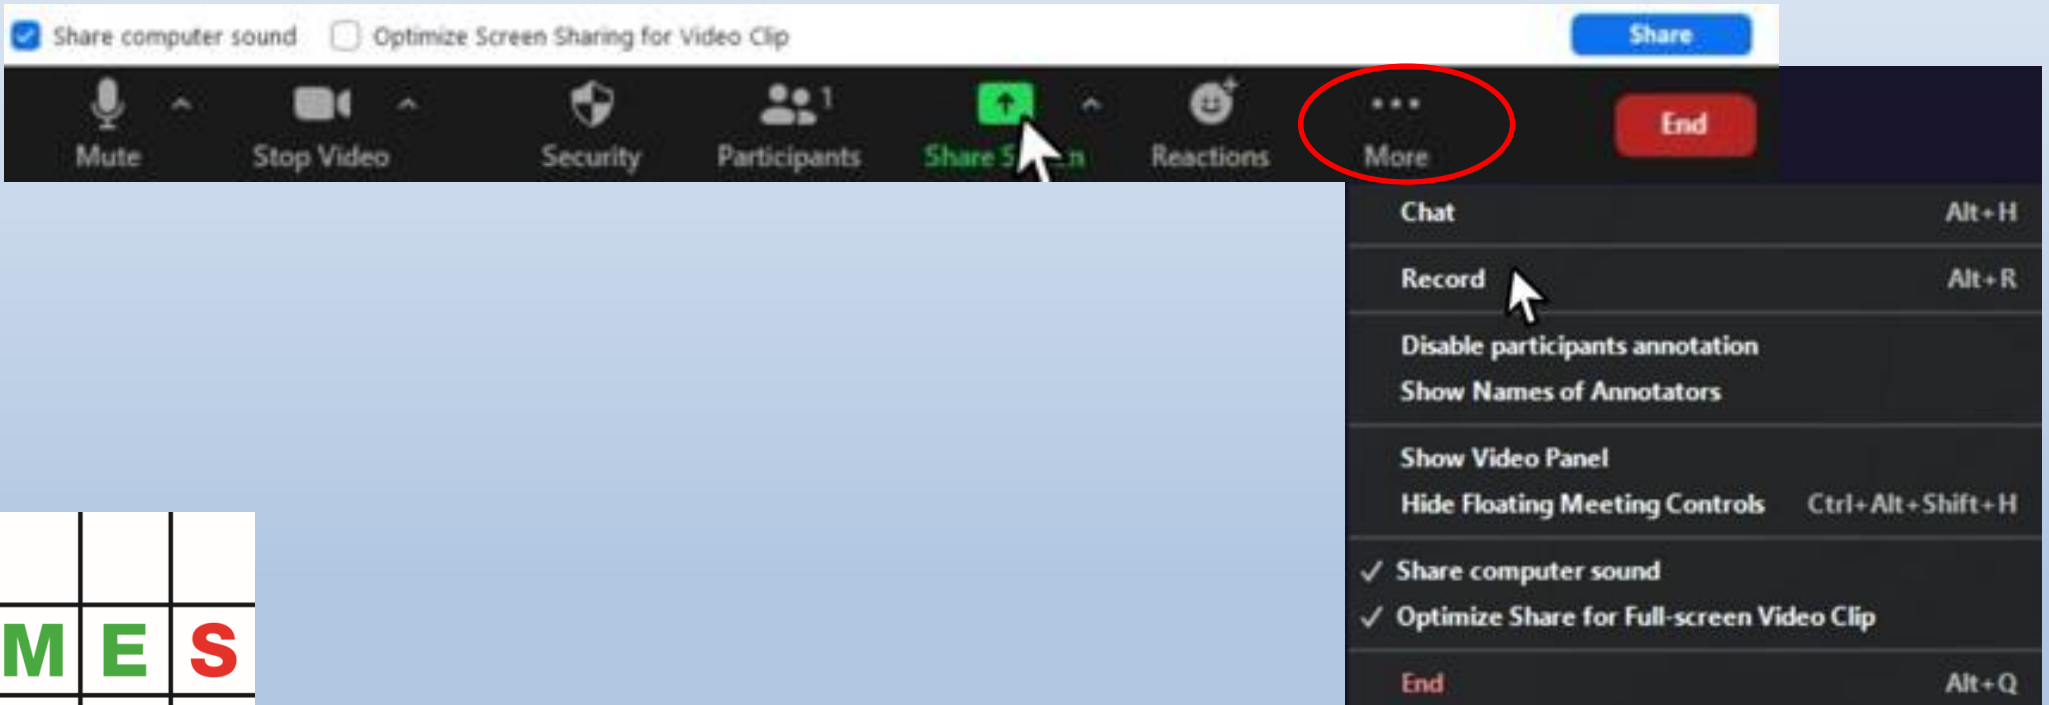 Share computer sound Optimize Screen Sharing for Video Clip Share
1
Mute Stop Video Security Participants Share S n Reactions More End
Chat Alt+H
Record Alt+R
Disable participants annotation
Show Names of Annotators
Show Video Panel
Hide Floating Meeting Controls Ctrl+Alt+Shift+H
Share computer sound
Optimize Share for Full-screen Video Clip
End Alt+Q
MES